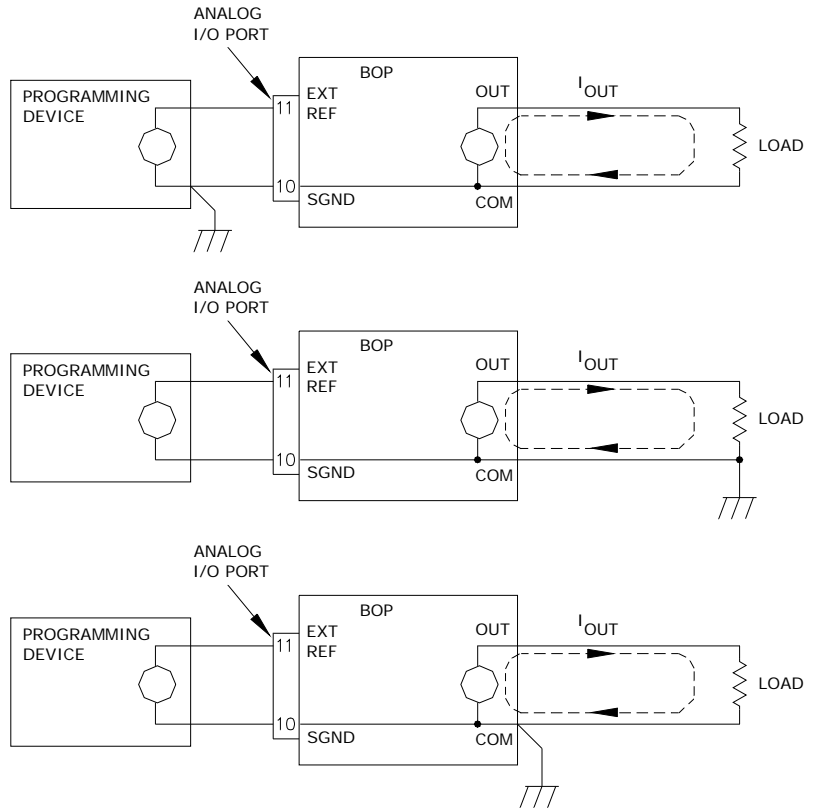 ANALOG
I/O PORT
BOP
PROGRAMMING
DEVICE
11
EXT
REF
OUT
I OUT
LOAD
10
SGND
COM
ANALOG
I/O PORT
BOP
PROGRAMMING
DEVICE
11
EXT
REF
OUT
I OUT
LOAD
10
SGND
COM
ANALOG
I/O PORT
BOP
PROGRAMMING
DEVICE
11
EXT
REF
OUT
I OUT
LOAD
10
SGND
COM